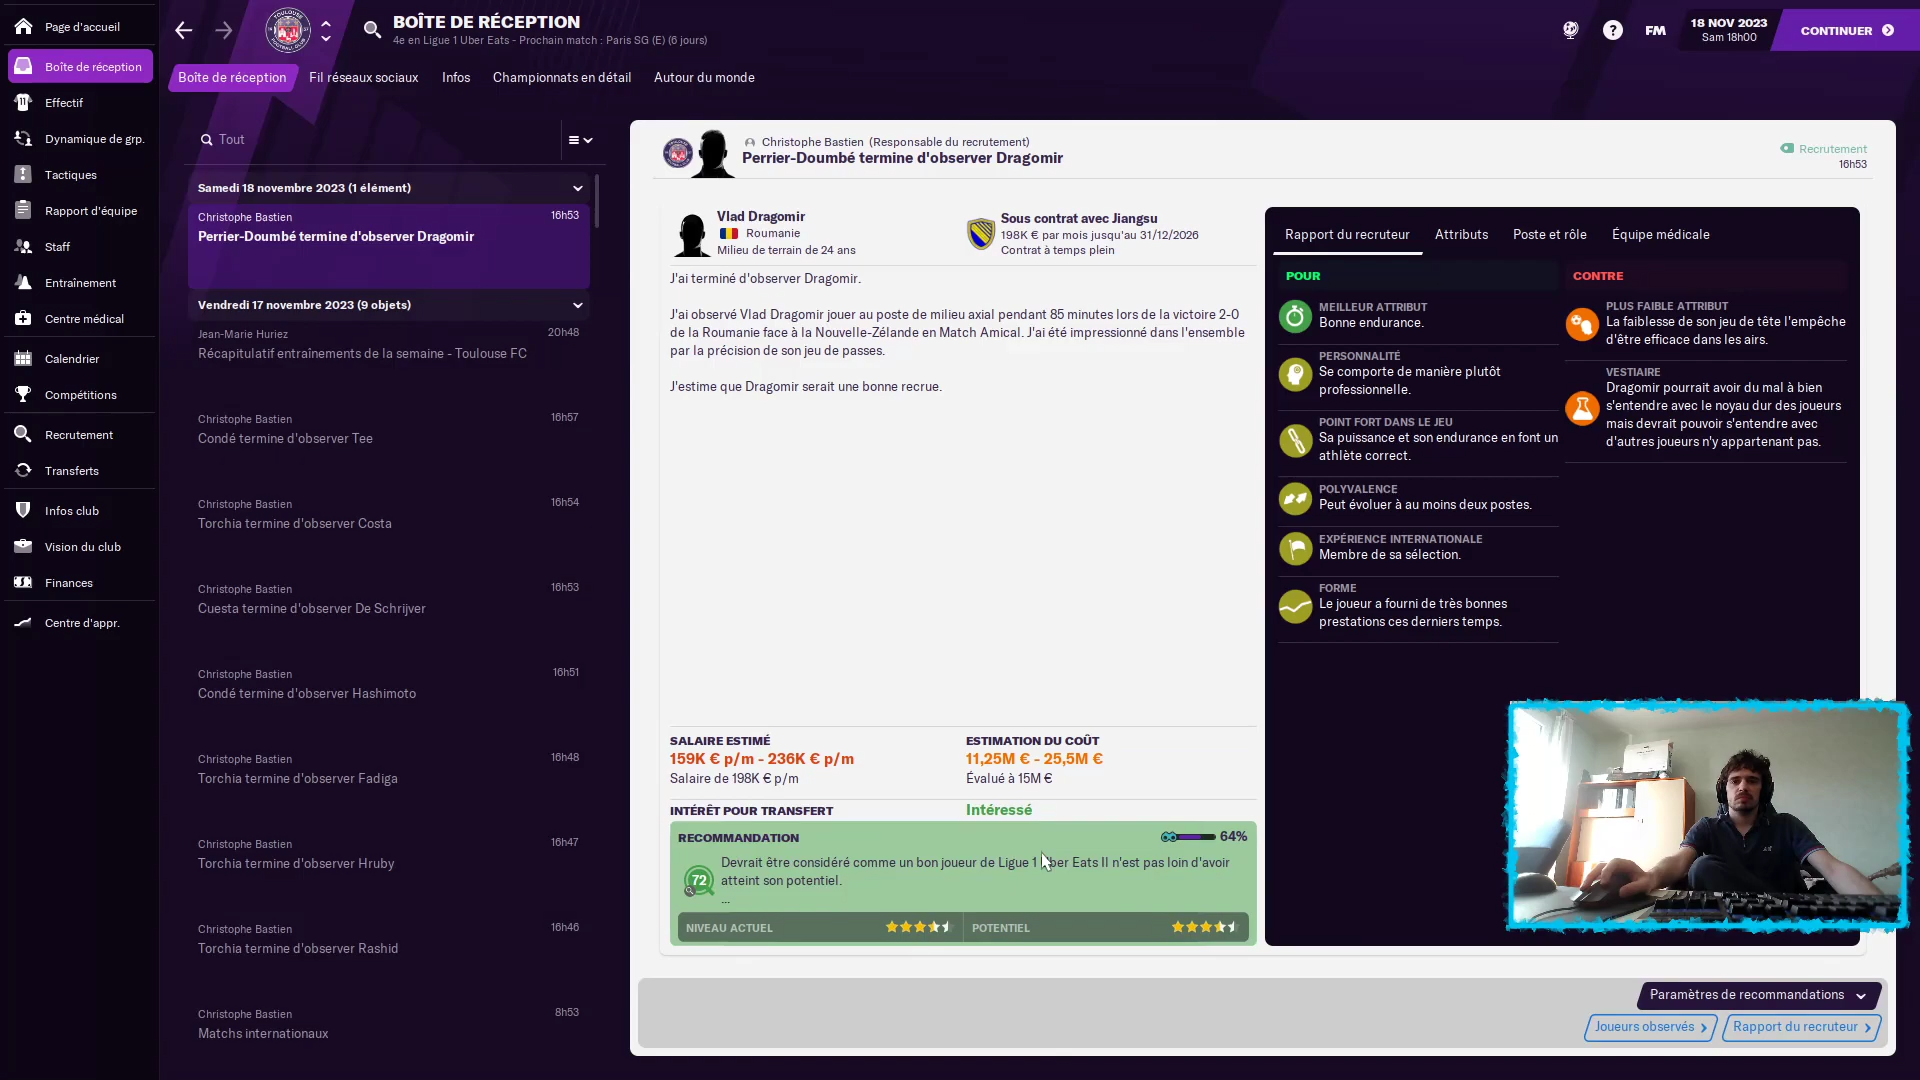 Page d'accueil
Boîte de réception
Effectif
Dynamique de grp.
Tactiques
Rapport d'équipe
Staff
Entraînement
Centre médical
Calendrier
Compétitions
Recrutement
Transferts
Infos club
Vision du club
Finances
Centre d'appr.
BOÎTE DE RÉCEPTION
4e en Ligue 1 Uber Eats - Prochain match : Paris SG (E) (6 jours)
FM
18 NOV 2023
Sam 18h00
CONTINUER
Boîte de réception
Fil réseaux sociaux
Infos
Championnats en détail
Autour du monde
Tout
Samedi 18 novembre 2023 (1 élément)
Christophe Bastien 16h53
Perrier-Doumbé termine d'observer Dragomir
Vendredi 17 novembre 2023 (9 objets)
Jean-Marie Huriez 20h48
Récapitulatif entraînements de la semaine - Toulouse FC
Christophe Bastien 16h57
Condé termine d'observer Tee
Christophe Bastien 16h54
Torchia termine d'observer Costa
Christophe Bastien 16h53
Cuesta termine d'observer De Schrijver
Christophe Bastien 16h51
Condé termine d'observer Hashimoto
Christophe Bastien 16h48
Torchia termine d'observer Fadiga
Christophe Bastien 16h47
Torchia termine d'observer Hruby
Christophe Bastien 16h46
Torchia termine d'observer Rashid
Christophe Bastien 8h53
Matchs internationaux
Christophe Bastien (Responsable du recrutement)
Perrier-Doumbé termine d'observer Dragomir
Recrutement
16h53
Vlad Dragomir
Roumanie
Milieu de terrain de 24 ans
Sous contrat avec Jiangsu
198K € par mois jusqu'au 31/12/2026
Contrat à temps plein
J'ai terminé d'observer Dragomir.
J'ai observé Vlad Dragomir jouer au poste de milieu axial pendant 85 minutes lors de la victoire 2-0
de la Roumanie face à la Nouvelle-Zélande en Match Amical. J'ai été impressionné dans l'ensemble
par la précision de son jeu de passes.
J'estime que Dragomir serait une bonne recrue.
SALAIRE ESTIMÉ
159K € p/m - 236K € p/m
Salaire de 198K € p/m
ESTIMATION DU COÛT
11,25M € - 25,5M €
Évalué à 15M €
INTÉRÊT POUR TRANSFERT Intéressé
RECOMMANDATION 64%
72
Devrait être considéré comme un bon joueur de Ligue 1 Uber Eats Il n'est pas loin d'avoir
atteint son potentiel.
...
NIVEAU ACTUEL
POTENTIEL
Rapport du recruteur
Attributs
Poste et rôle
Équipe médicale
POUR
MEILLEUR ATTRIBUT
Bonne endurance.
PERSONNALITÉ
Se comporte de manière plutôt
professionnelle.
POINT FORT DANS LE JEU
Sa puissance et son endurance en font un
athlète correct.
POLYVALENCE
Peut évoluer à au moins deux postes.
EXPÉRIENCE INTERNATIONALE
Membre de sa sélection.
FORME
Le joueur a fourni de très bonnes
prestations ces derniers temps.
CONTRE
PLUS FAIBLE ATTRIBUT
La faiblesse de son jeu de tête l'empêche
d'être efficace dans les airs.
VESTIAIRE
Dragomir pourrait avoir du mal à bien
s'entendre avec le noyau dur des joueurs
mais devrait pouvoir s'entendre avec
d'autres joueurs n'y appartenant pas.
Paramètres de recommandations
Joueurs observés
Rapport du recruteur